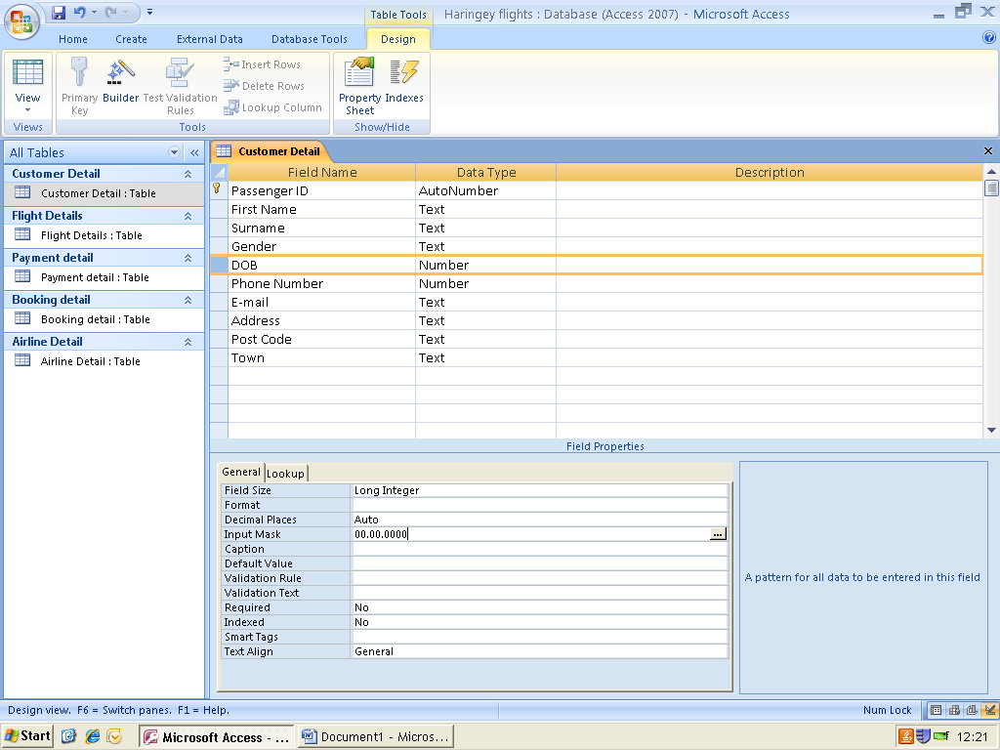 Table Tools
Haringey flights : Database (Access 2007) - Microsoft Access
Home Create External Data Database Tools Design
View
Primary Key
Builder
Test Validation Rules
Insert Rows
Delete Rows
Lookup Column
Property Sheet
Indexes
Views Tools Show/Hide
All Tables
Customer Detail
Customer Detail : Table
Flight Details
Flight Details : Table
Payment detail
Payment detail : Table
Booking detail
Booking detail : Table
Airline Detail
Airline Detail : Table
Customer Detail
Field Name Data Type Description
Passenger ID AutoNumber
First Name Text
Surname Text
Gender Text
DOB Number
Phone Number Number
E-mail Text
Address Text
Post Code Text
Town Text
Field Properties
General Lookup
Field Size Long Integer
Format
Decimal Places Auto
Input Mask 00.00.0000
Caption
Default Value
Validation Rule
Validation Text
Required No
Indexed No
Smart Tags
Text Align General
A pattern for all data to be entered in this field
Design view. F6 = Switch panes. F1 = Help. Num Lock
Start Microsoft Access - ... Document1 - Micros... 12:21